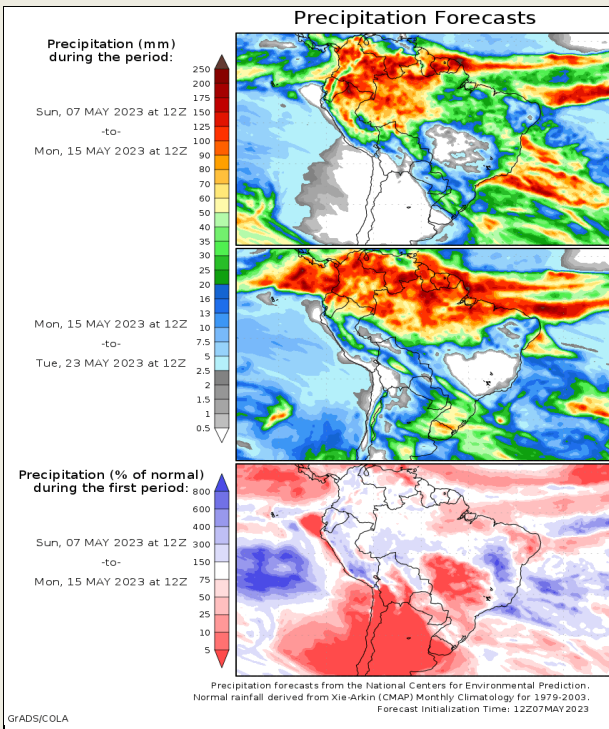 Precipitation Forecasts
Precipitation (mm)
during the period:
Sun, 07 MAY 2023 at 12Z
-to-
Mon, 15 MAY 2023 at 12Z
250
200
175
150
125
100
90
80
70
60
50
40
35
30
25
20
16
13
10
7.5
5
2.5
2
1.5
1
0.5
Mon, 15 MAY 2023 at 12Z
-to-
Tue, 23 MAY 2023 at 12Z
Precipitation (% of normal)
during the first period:
Sun, 07 MAY 2023 at 12Z
-to-
Mon, 15 MAY 2023 at 12Z
800
600
400
300
150
75
50
25
10
5
Precipitation forecasts from the National Centers for Environmental Prediction.
Normal rainfall derived from Xie-Arkin (CMAP) Monthly Climatology for 1979-2003.
Forecast Initialization Time: 12Z07MAY2023
GrADS/COLA